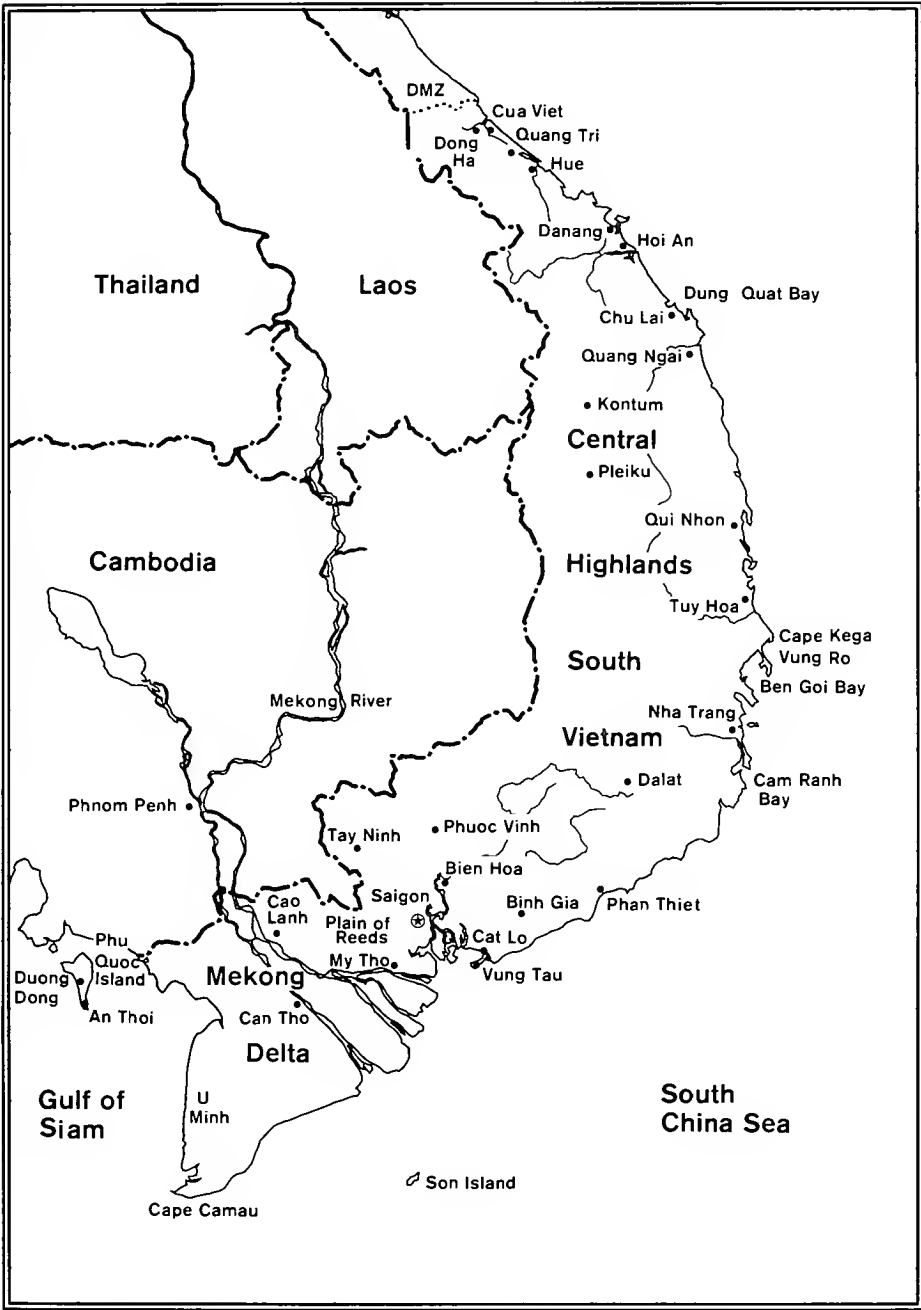 DMZ
Cua Viet
Quang Tri
Dong
Ha
Hue
Danang
Hoi An
Thailand
Laos
Dung Quat Bay
Chu Lai
Quang Ngai
Kontum
Central
Pleiku
Qui Nhon
Cambodia
Highlands
Tuy Hoa
Cape Kega
Vung Ro
South
Ben Goi Bay
Mekong River
Nha Trang
Vietnam
Dalat
Cam Ranh
Bay
Phnom Penh
Phuoc Vinh
Tay Ninh
Bien Hoa
Saigon
Cao
Lanh
Binh Gia
Phan Thiet
Plain of
Reeds
Cat Lo
Phu
Quoc
Island
My Tho
Vung Tau
Duong
Dong
Mekong
An Thoi
Can Tho
Delta
Gulf of
Siam
U
Minh
South
China Sea
Son Island
Cape Camau